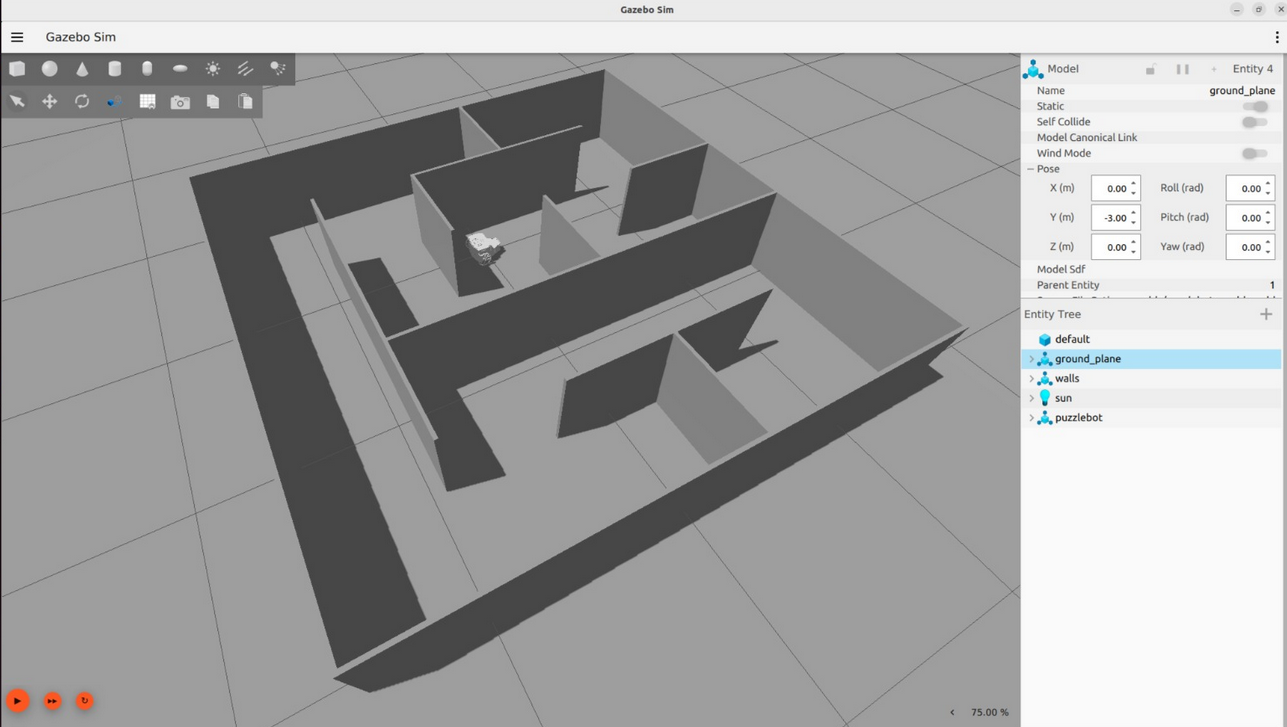 Gazebo Sim
Gazebo Sim
Model Entity 4
Name ground_plane
Static
Self Collide
Model Canonical Link
Wind Mode
Pose
X (m) 0.00 Roll (rad) 0.00
Y (m) -3.00 Pitch (rad) 0.00
Z (m) 0.00 Yaw (rad) 0.00
Model Sdf
Parent Entity 1
Entity Tree
default
ground_plane
walls
sun
puzzlebot
75.00 %